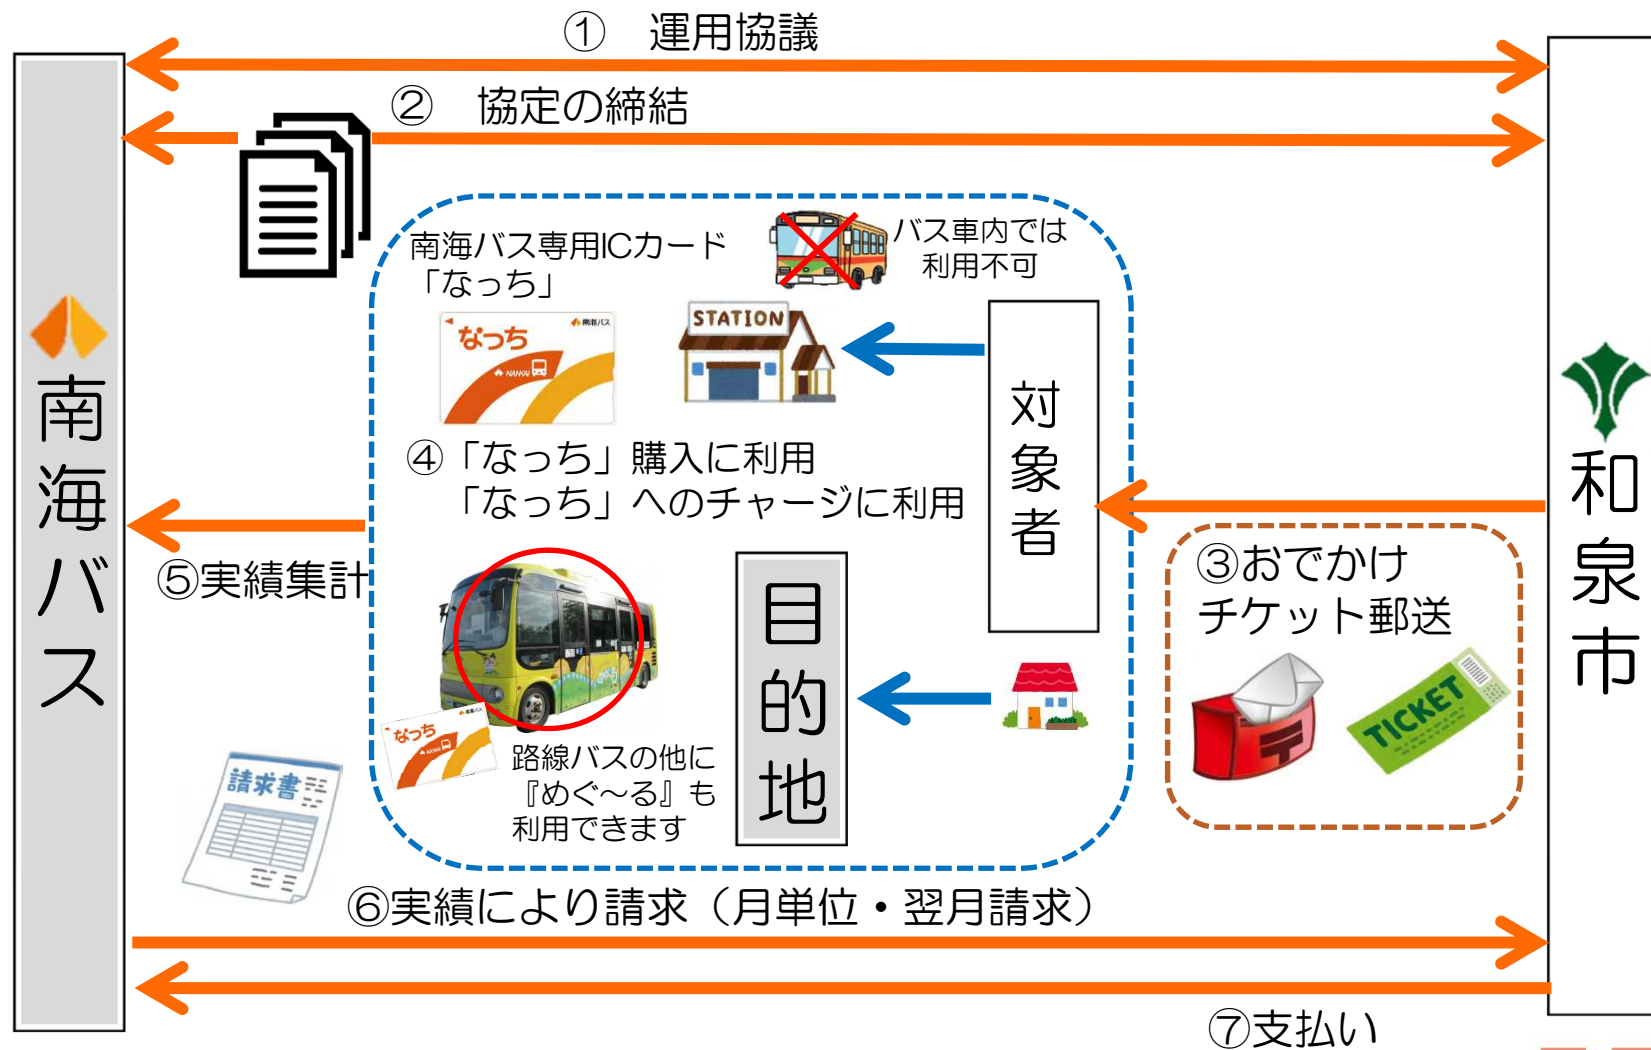 ① 運用協議
② 協定の締結
南海バス
和泉市
南海バス専用ICカード
「なっち」
バス車内では
利用不可
なっち
南海バス
NANKAI
STATION
対象者
④「なっち」購入に利用
「なっち」へのチャージに利用
⑤実績集計
③おでかけ
チケット郵送
TICKET
目的地
なっち
路線バスの他に
『めぐ～る』も
利用できます
請求書
⑥実績により請求（月単位・翌月請求）
⑦支払い